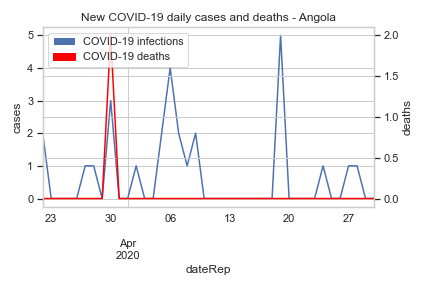 New COVID-19 daily cases and deaths - Angola
COVID-19 infections
COVID-19 deaths
cases
5
4
3
2
1
0
deaths
2.0
1.5
1.0
0.5
0.0
23 30 06 13 20 27
Apr
2020
dateRep